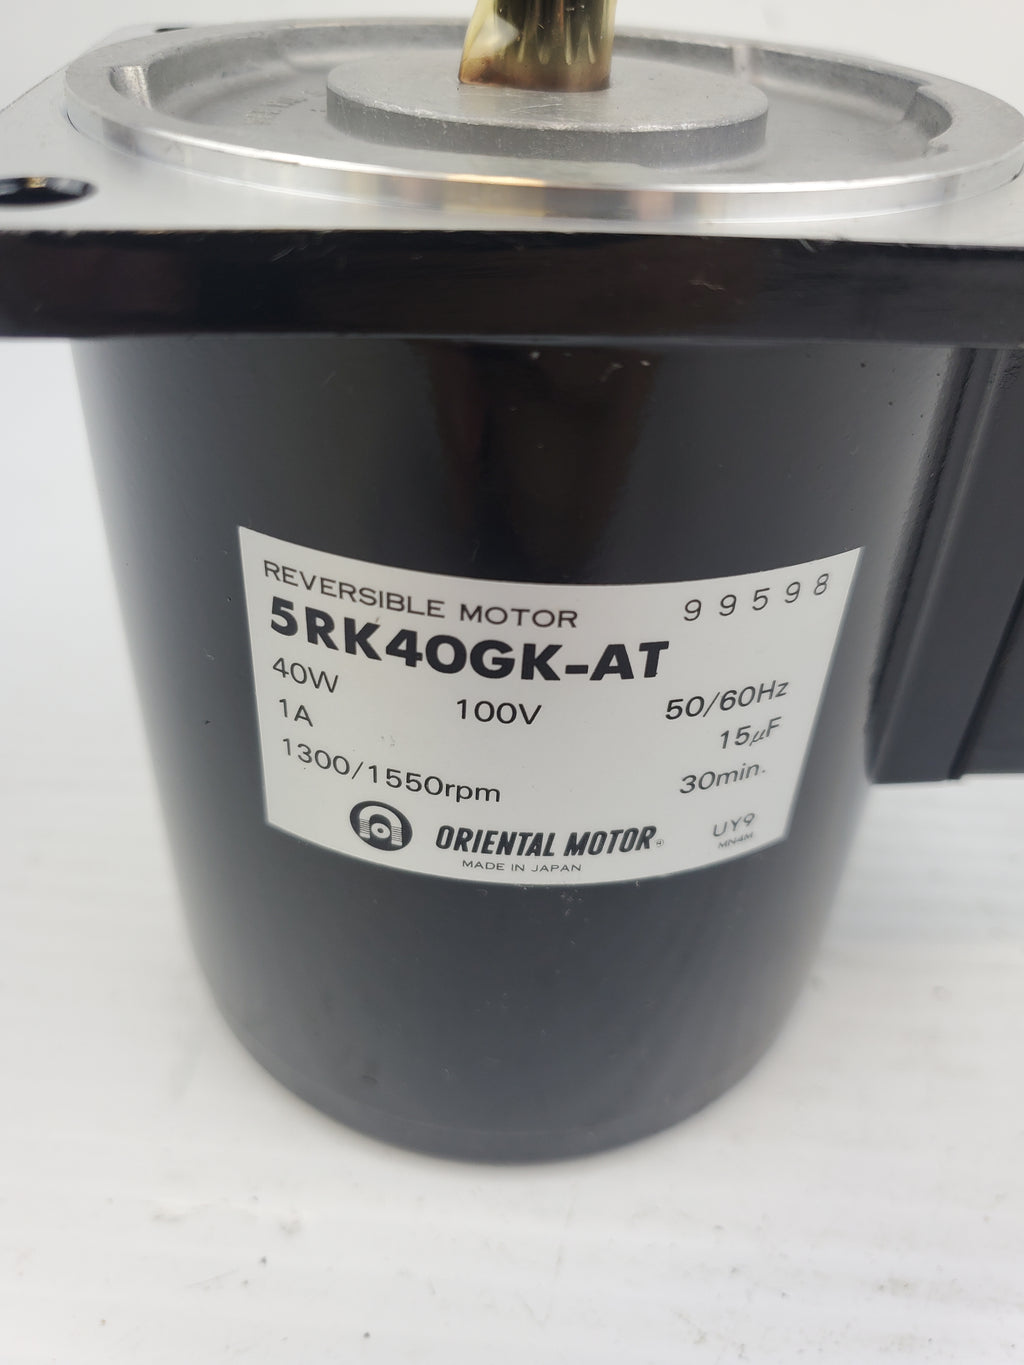 REVERSIBLE MOTOR 99598
5RK40GK-AT
40W 100V 50/60Hz
1A 15μF
1300/1550rpm 30min.
ORIENTAL MOTOR® UY9
MADE IN JAPAN MN4M